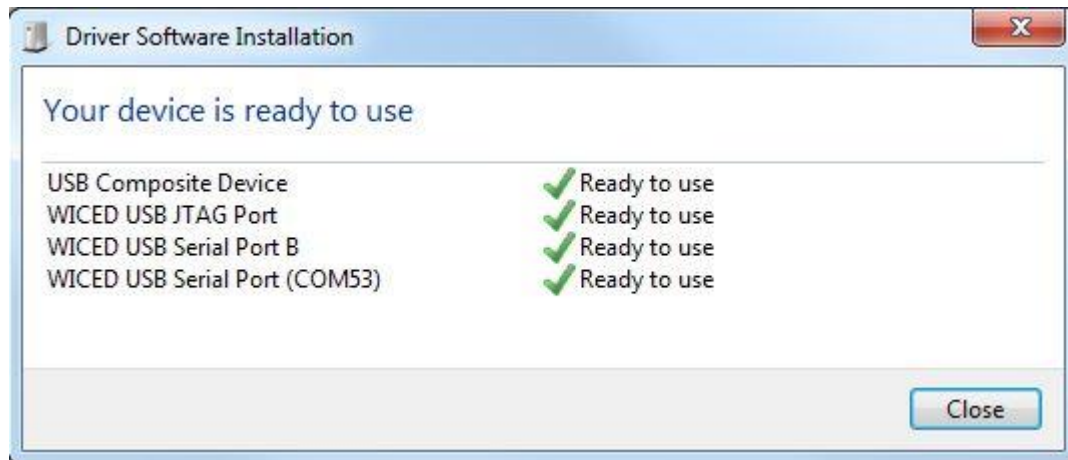 Driver Software Installation
Your device is ready to use
USB Composite Device Ready to use
WICED USB JTAG Port Ready to use
WICED USB Serial Port B Ready to use
WICED USB Serial Port (COM53) Ready to use
Close